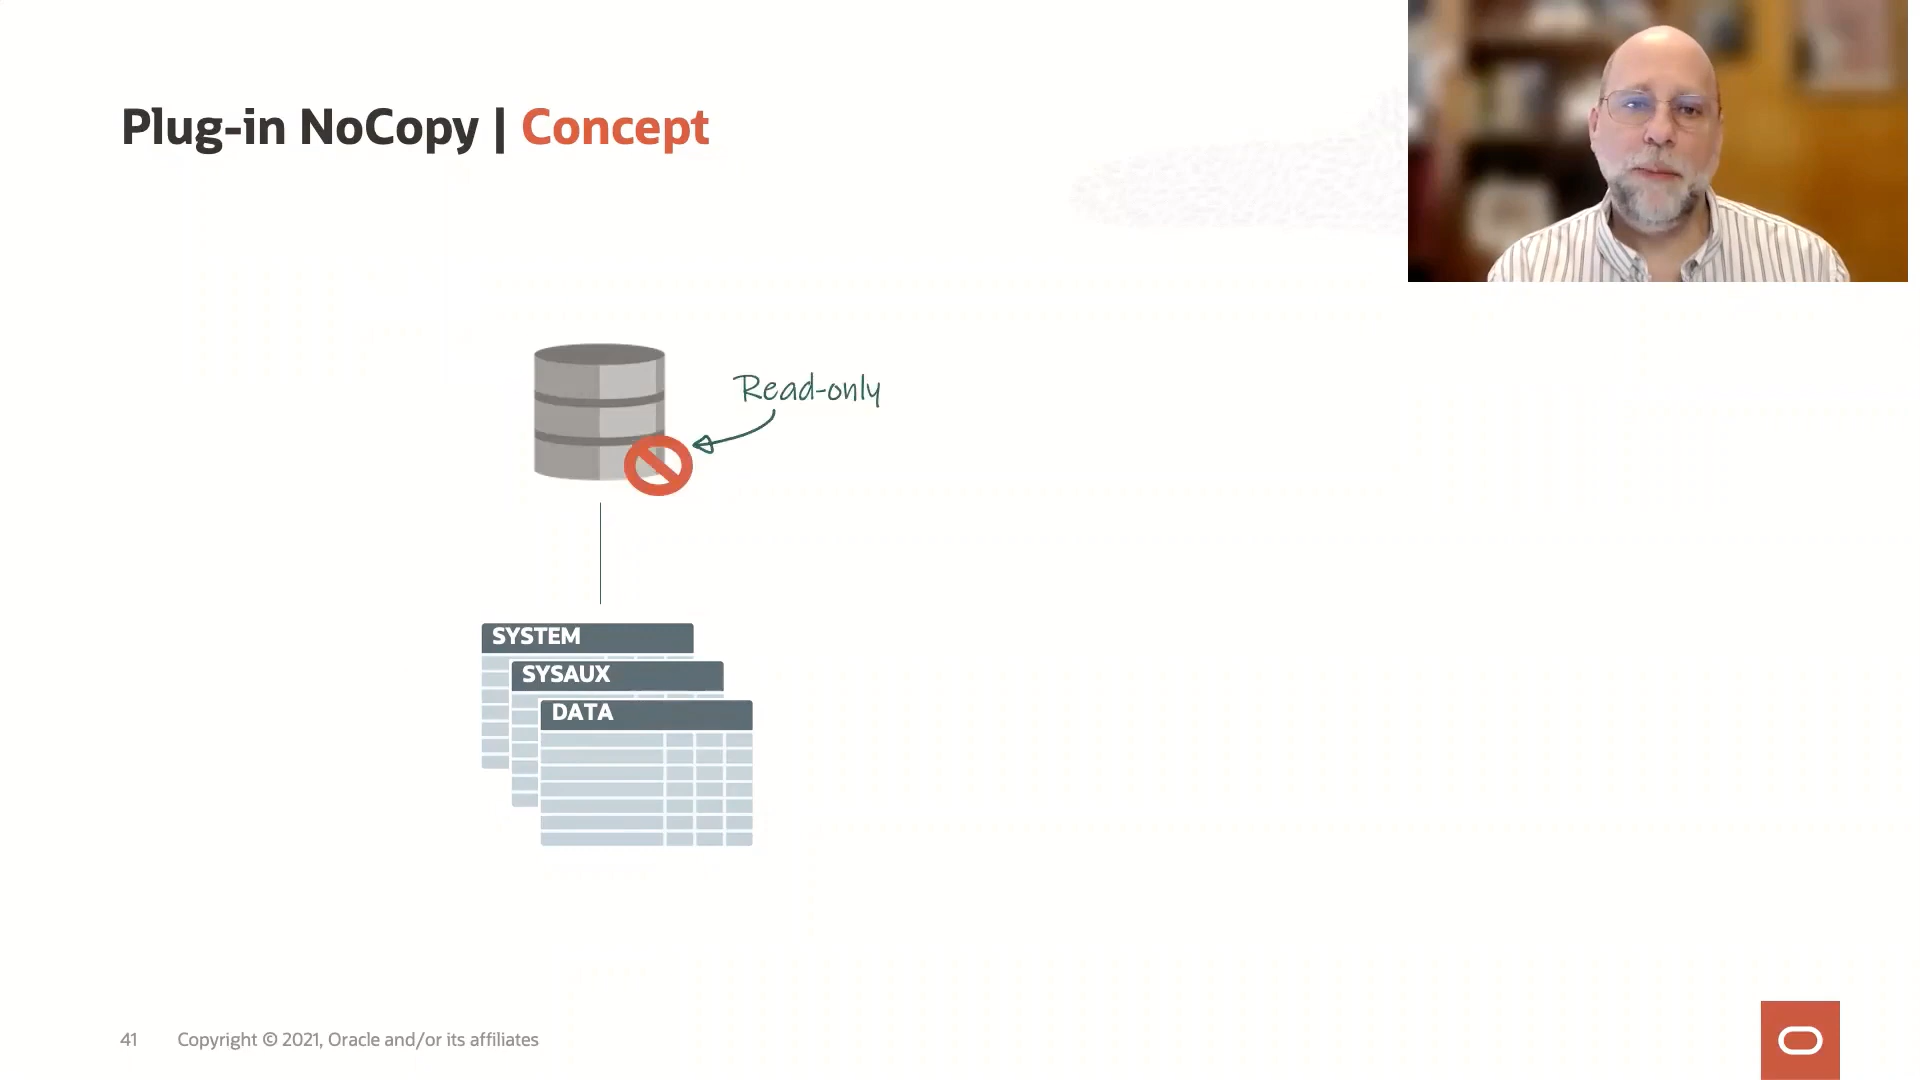 Plug-in NoCopy | Concept
Read-only
SYSTEM
SYSAUX
DATA
41 Copyright © 2021, Oracle and/or its affiliates